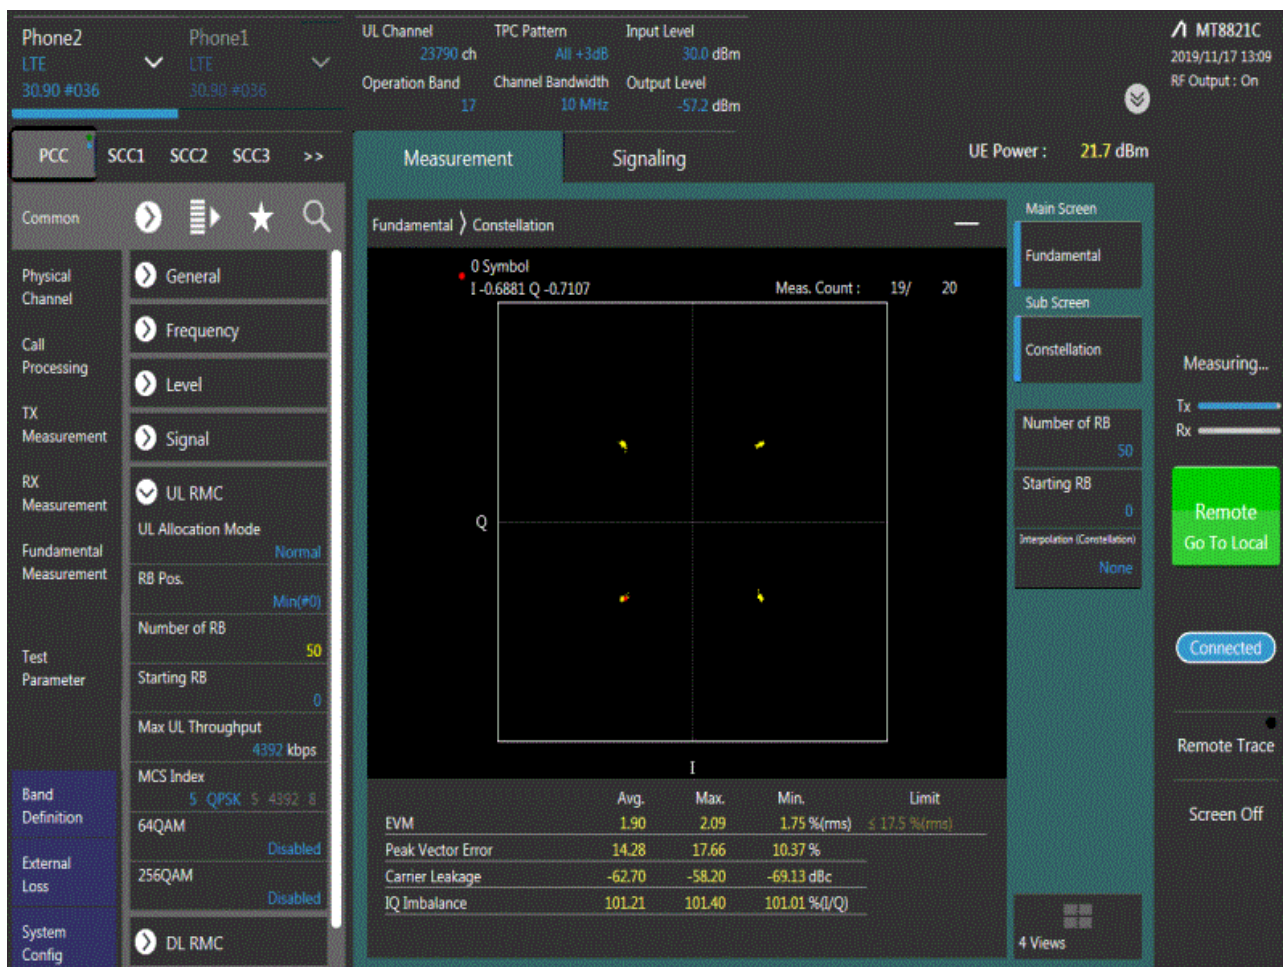 Phone2
LTE
30.90 #036
Phone1
LTE
30.90 #036
UL Channel
23790 ch
TPC Pattern
All +3dB
Input Level
30.0 dBm
Operation Band
17
Channel Bandwidth
10 MHz
Output Level
-57.2 dBm
MT8821C
2019/11/17 13:09
RF Output : On
PCC SCC1 SCC2 SCC3 >>
Measurement
Signaling
UE Power : 21.7 dBm
Common
Physical
Channel
Call
Processing
TX
Measurement
RX
Measurement
Fundamental
Measurement
Test
Parameter
Band
Definition
External
Loss
System
Config
General
Frequency
Level
Signal
UL RMC
UL Allocation Mode
Normal
RB Pos.
Min(#0)
Number of RB
50
Starting RB
0
Max UL Throughput
4392 kbps
MCS Index
5 QPSK 5 4392 8
64QAM
Disabled
256QAM
Disabled
DL RMC
Fundamental ⟩ Constellation
0 Symbol
I -0.6881 Q -0.7107
Meas. Count : 19/ 20
Q
I
Avg. Max. Min. Limit
EVM 1.90 2.09 1.75 %(rms) ≤ 17.5 %(rms)
Peak Vector Error 14.28 17.66 10.37 %
Carrier Leakage -62.70 -58.20 -69.13 dBc
IQ Imbalance 101.21 101.40 101.01 %(I/Q)
Main Screen
Fundamental
Sub Screen
Constellation
Number of RB
50
Starting RB
0
Interpolation (Constellation)
None
4 Views
Measuring...
Tx
Rx
Remote
Go To Local
Connected
Remote Trace
Screen Off